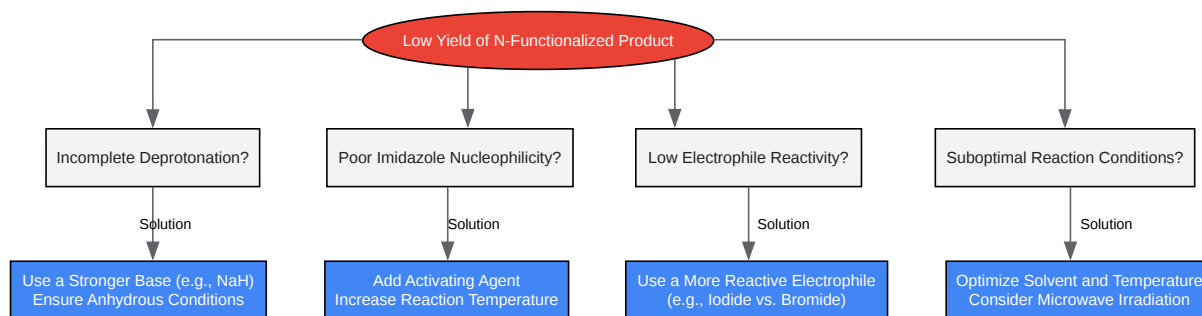 Low Yield of N-Functionalized Product
Incomplete Deprotonation?
Poor Imidazole Nucleophilicity?
Low Electrophile Reactivity?
Suboptimal Reaction Conditions?
Solution
Solution
Solution
Solution
Use a Stronger Base (e.g., NaH)
Ensure Anhydrous Conditions
Add Activating Agent
Increase Reaction Temperature
Use a More Reactive Electrophile
(e.g., Iodide vs. Bromide)
Optimize Solvent and Temperature
Consider Microwave Irradiation